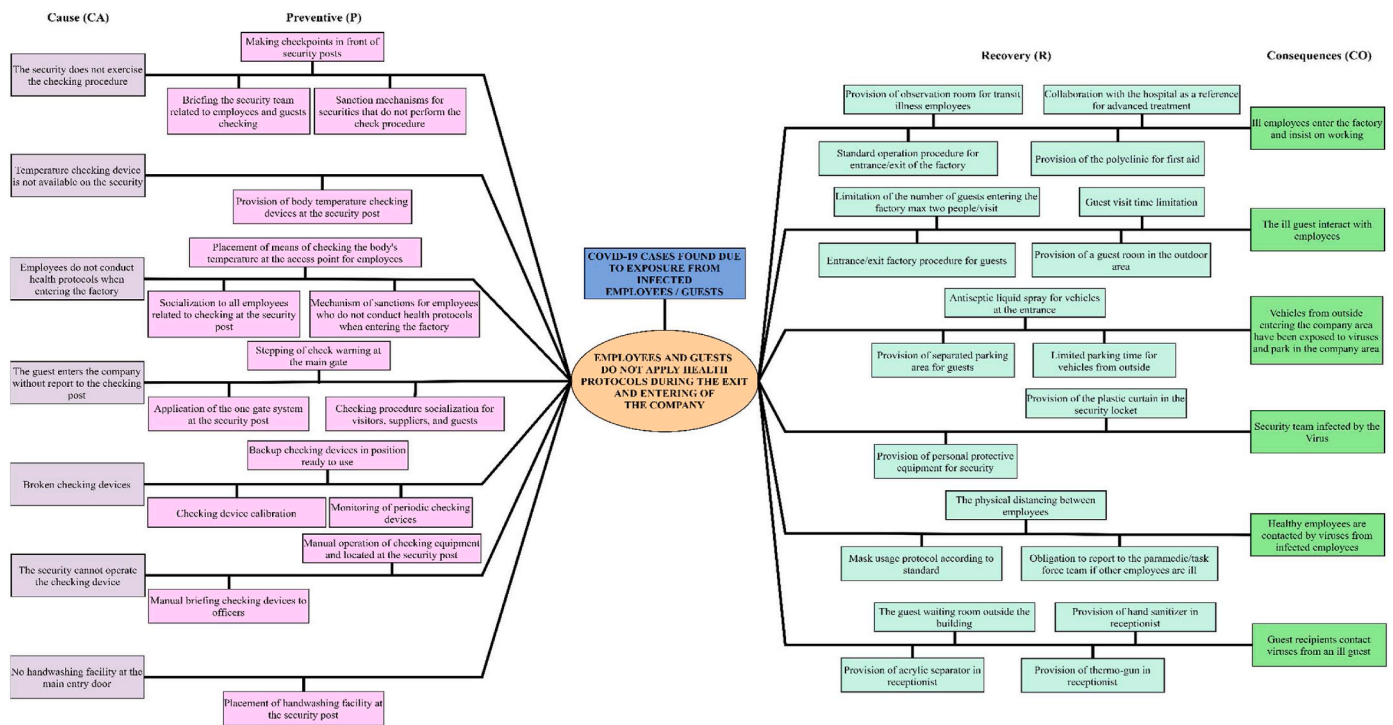 Cause (CA)
Preventive (P)
Making checkpoints in front of
security posts
The security does not exercise
the checking procedure
Briefing the security team
related to employees and guests
checking
Sanction mechanisms for
securities that do not perform the
check procedure
Temperature checking device
is not available on the security
Provision of body temperature checking
devices at the security post
Placement of means of checking the body's
temperature at the access point for employees
Employees do not conduct
health protocols when
entering the factory
Socialization to all employees
related to checking at the security
post
Mechanism of sanctions for employees
who do not conduct health protocols
when entering the factory
Stepping of check warning at
the main gate
The guest enters the company
without report to the checking
post
Application of the one gate system
at the security post
Checking procedure socialization for
visitors, suppliers, and guests
Backup checking devices in position
ready to use
Broken checking devices
Checking device calibration
Monitoring of periodic checking
devices
Manual operation of checking equipment
and located at the security post
The security cannot operate
the checking device
Manual briefing checking devices to
officers
No handwashing facility at the
main entry door
Placement of handwashing facility at
the security post
COVID-19 CASES FOUND DUE
TO EXPOSURE FROM
INFECTED
EMPLOYEES / GUESTS
EMPLOYEES AND GUESTS
DO NOT APPLY HEALTH
PROTOCOLS DURING THE EXIT
AND ENTERING OF
THE COMPANY
Recovery (R)
Consequences (CO)
Provision of observation room for transit
illness employees
Collaboration with the hospital as a reference
for advanced treatment
Ill employees enter the factory
and insist on working
Standard operation procedure for
entrance/exit of the factory
Provision of the polyclinic for first aid
Limitation of the number of guests entering the
factory max two people/visit
Guest visit time limitation
The ill guest interact with
employees
Entrance/exit factory procedure for guests
Provision of a guest room in the outdoor
area
Antiseptic liquid spray for vehicles
at the entrance
Vehicles from outside
entering the company area
have been exposed to viruses
and park in the company area
Provision of separated parking
area for guests
Limited parking time for
vehicles from outside
Provision of the plastic curtain in the
security locket
Security team infected by the
Virus
Provision of personal protective
equipment for security
The physical distancing between
employees
Healthy employees are
contacted by viruses from
infected employees
Mask usage protocol according to
standard
Obligation to report to the paramedic/task
force team if other employees are ill
The guest waiting room outside the
building
Provision of hand sanitizer in
receptionist
Guest recipients contact
viruses from an ill guest
Provision of acrylic separator in
receptionist
Provision of thermo-gun in
receptionist